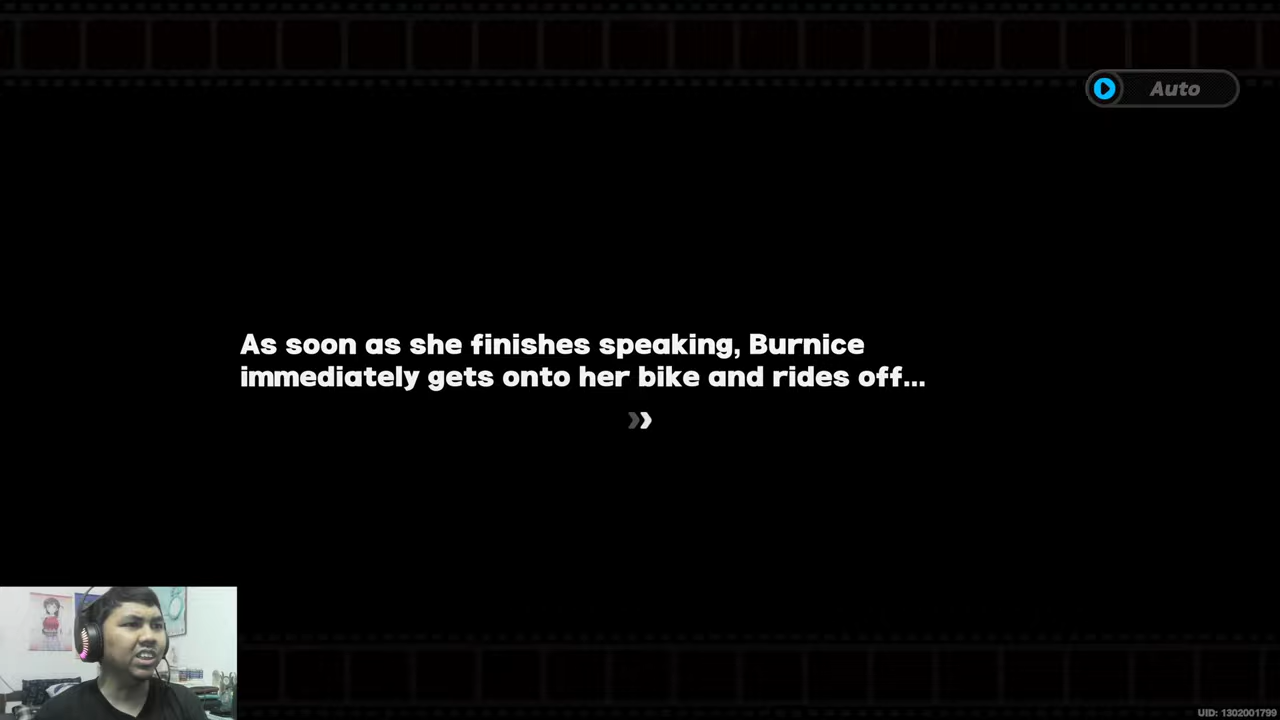 Auto
As soon as she finishes speaking, Burnice
immediately gets onto her bike and rides off...
UID: 1302001799